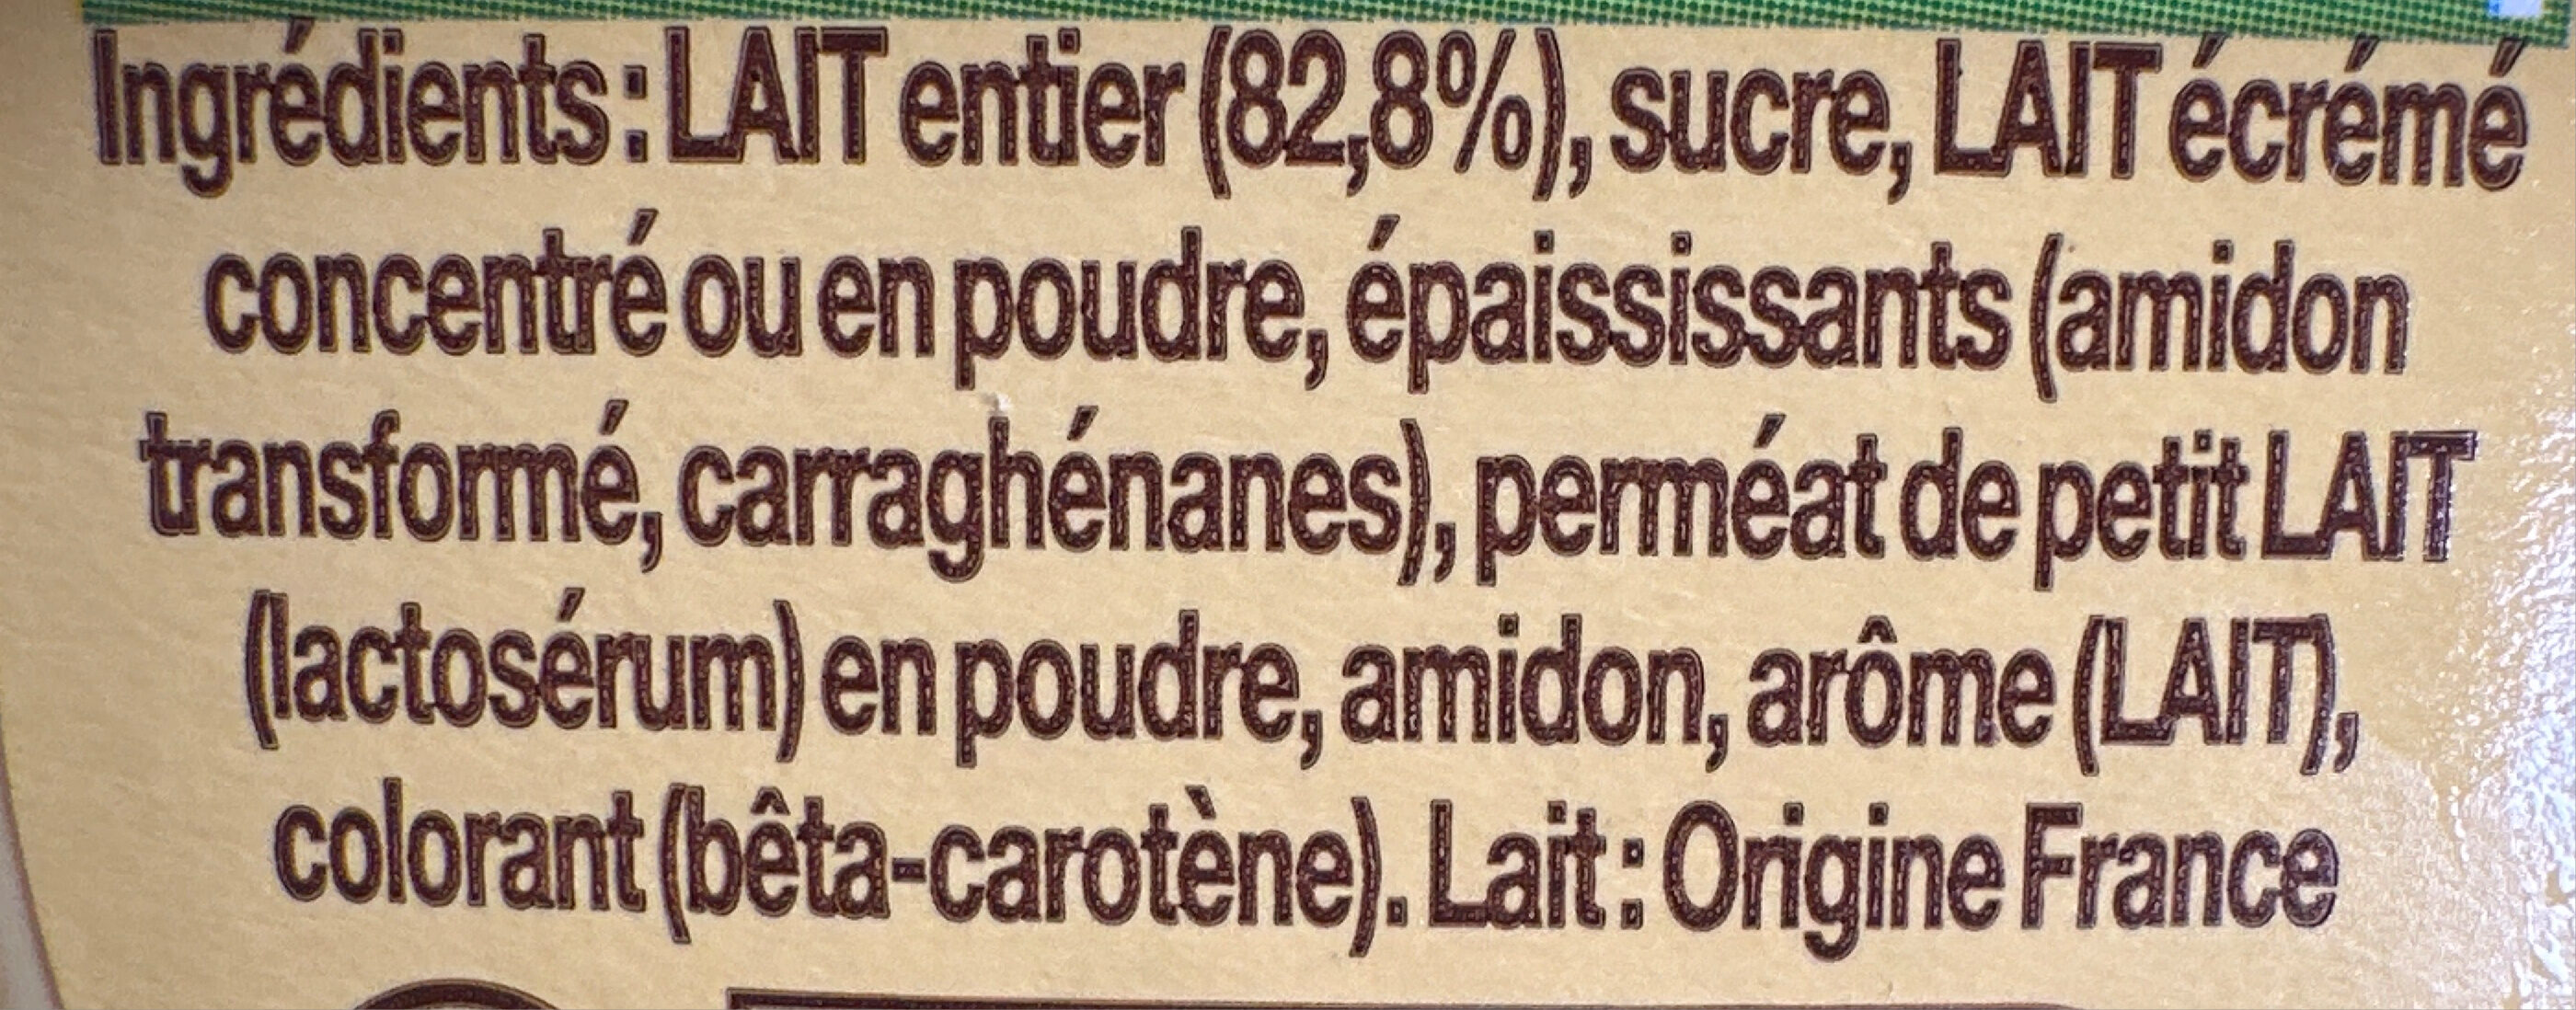 Ingrédients : LAIT entier (82,8%), sucre, LAIT écrémé
concentré ou en poudre, épaississants (amidon
transformé, carraghénanes), perméat de petit LAIT
(lactosérum) en poudre, amidon, arôme (LAIT),
colorant (bêta-carotène). Lait : Origine France